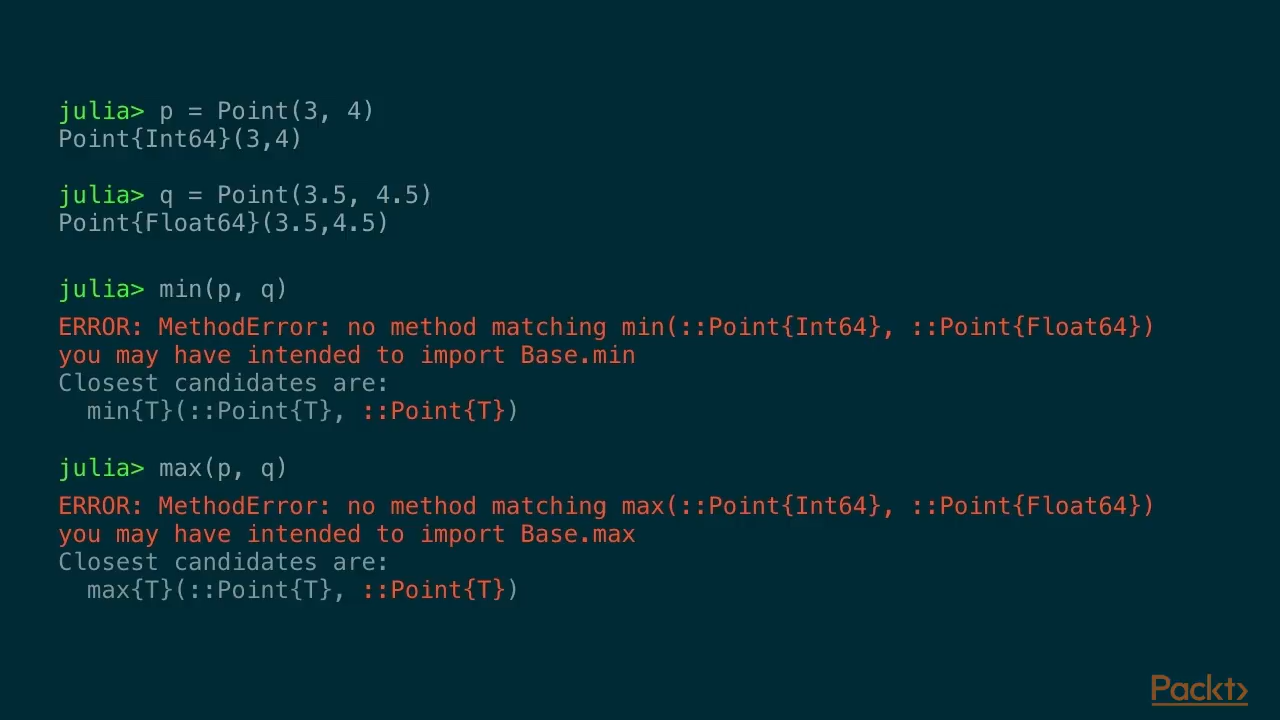 julia> p = Point(3, 4)
Point{Int64}(3,4)
julia> q = Point(3.5, 4.5)
Point{Float64}(3.5,4.5)
julia> min(p, q)
ERROR: MethodError: no method matching min(::Point{Int64}, ::Point{Float64})
you may have intended to import Base.min
Closest candidates are:
  min{T}(::Point{T}, ::Point{T})
julia> max(p, q)
ERROR: MethodError: no method matching max(::Point{Int64}, ::Point{Float64})
you may have intended to import Base.max
Closest candidates are:
  max{T}(::Point{T}, ::Point{T})
Packt>